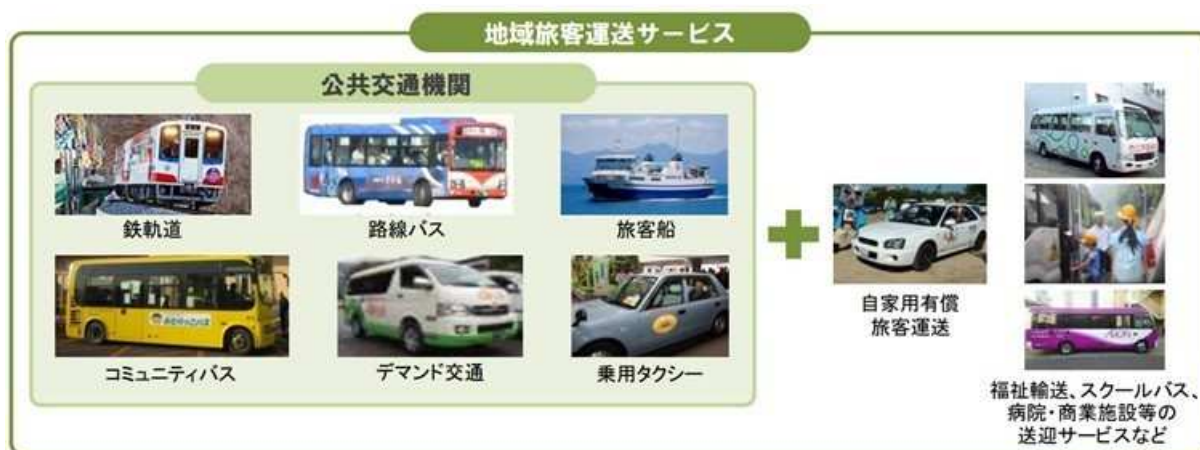 地域旅客運送サービス
公共交通機関
鉄軌道
路線バス
旅客船
コミュニティバス
デマンド交通
乗用タクシー
自家用有償
旅客運送
福祉輸送、スクールバス、
病院・商業施設等の
送迎サービスなど